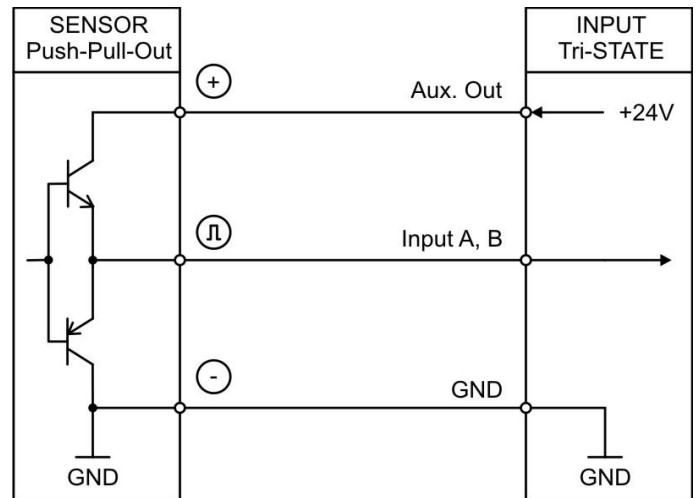 SENSOR
Push-Pull-Out
INPUT
Tri-STATE
+
Aux. Out
+24V
Input A, B
-
GND
GND
GND